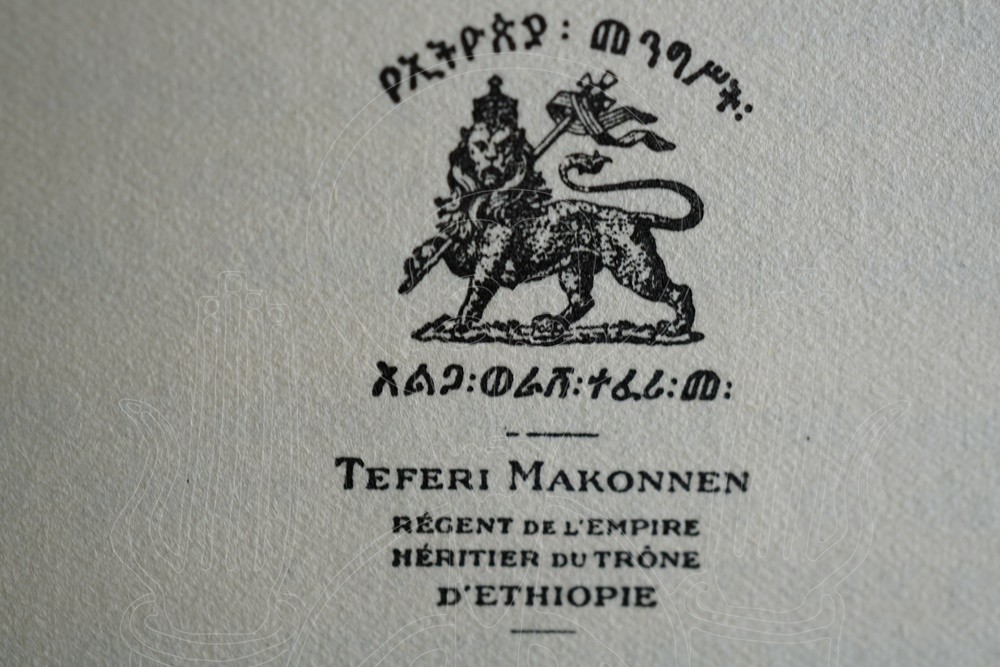 የኢትዮጵያ፡ መንግሥት፡
አልጋ፡ወራሽ፡ተፈሪ፡መ፡
TEFERI MAKONNEN
RÉGENT DE L'EMPIRE
HÉRITIER DU TRÔNE
D'ETHIOPIE